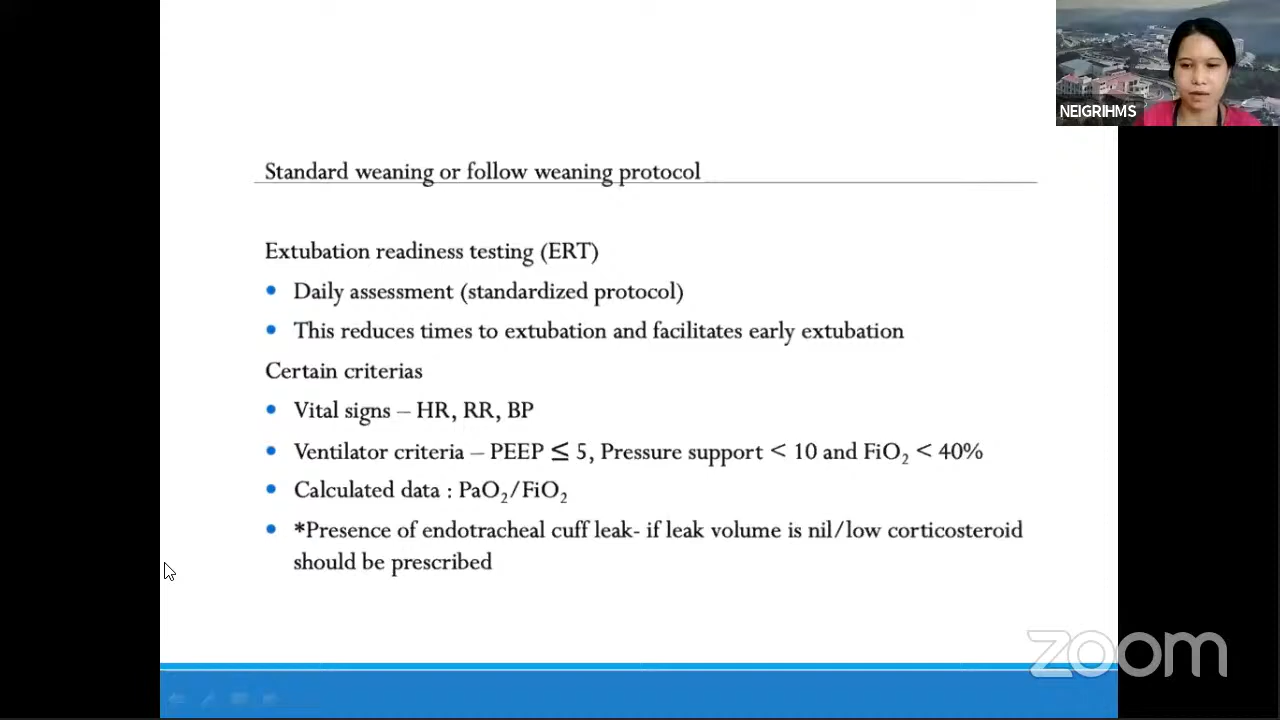 NEIGRIHMS
Standard weaning or follow weaning protocol
Extubation readiness testing (ERT)
• Daily assessment (standardized protocol)
• This reduces times to extubation and facilitates early extubation
Certain criterias
• Vital signs – HR, RR, BP
• Ventilator criteria – PEEP ≤ 5, Pressure support < 10 and FiO₂ < 40%
• Calculated data : PaO₂/FiO₂
• *Presence of endotracheal cuff leak- if leak volume is nil/low corticosteroid
should be prescribed
zoom